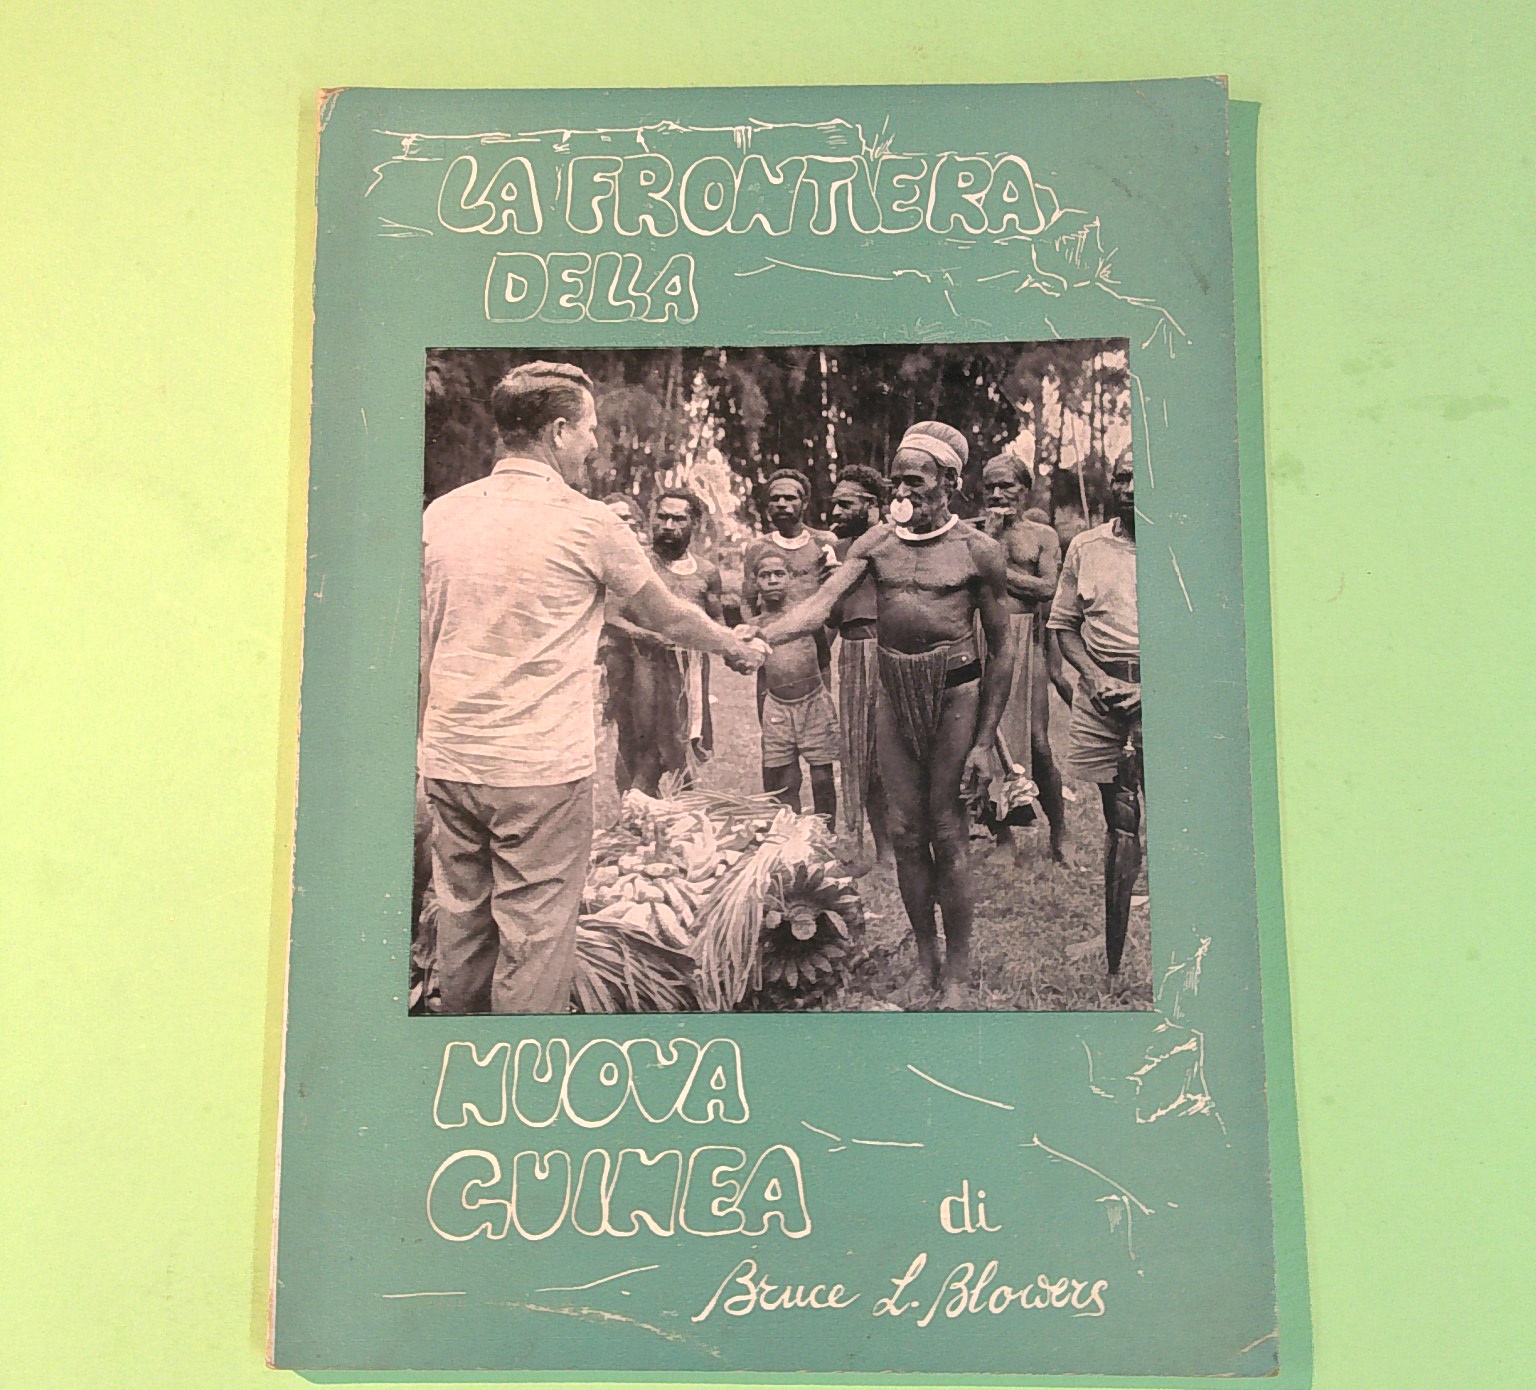 LA FRONTIERA
DELLA
NUOVA
GUINEA
di
Bruce L. Blowers